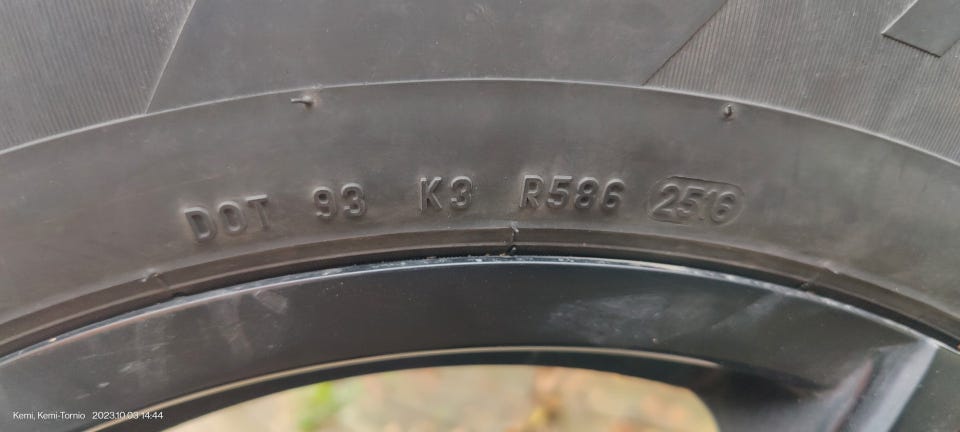 DOT 93 K3 R586 2516
Kemi, Kemi-Tornio 2023.10.03 14:44